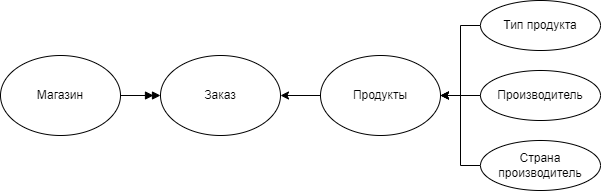 Магазин
Заказ
Продукты
Тип продукта
Производитель
Страна
производитель